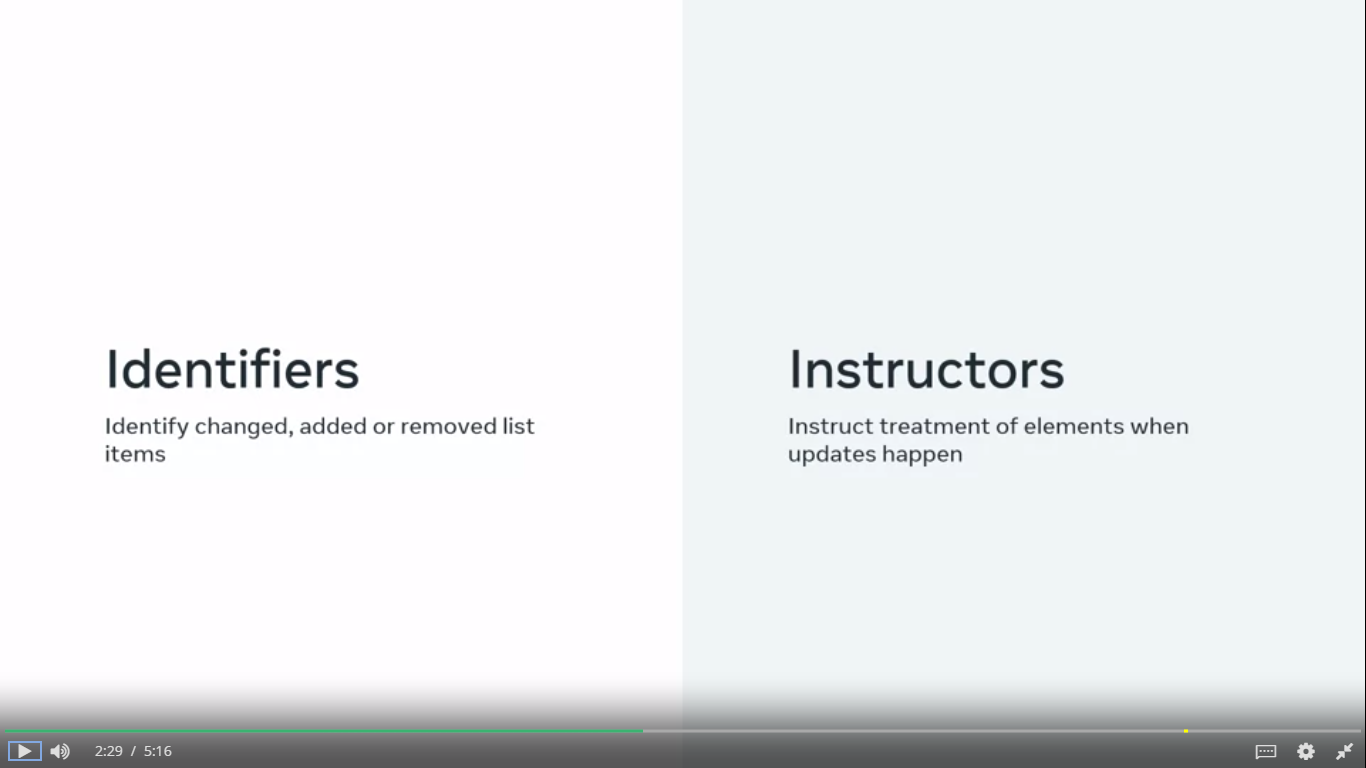 Identifiers
Identify changed, added or removed list
items
Instructors
Instruct treatment of elements when
updates happen
2:29 / 5:16